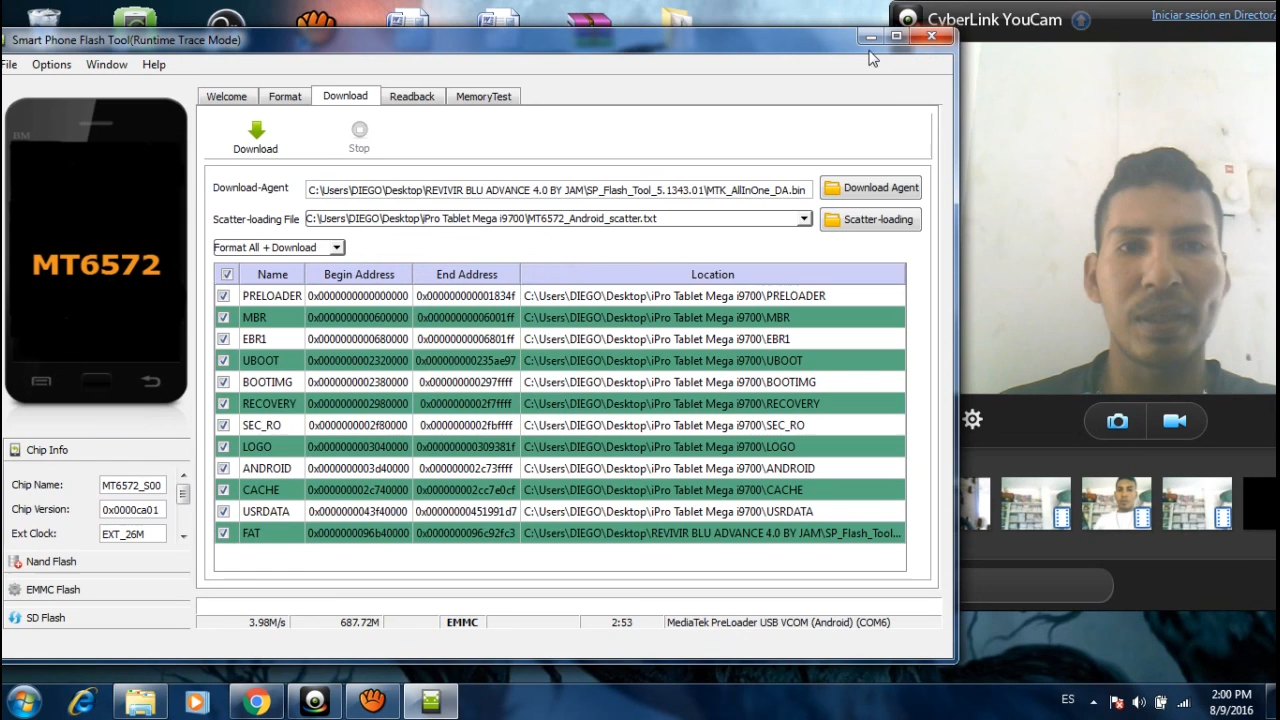 CyberLink YouCam
Iniciar sesión en Director
Smart Phone Flash Tool(Runtime Trace Mode)
File Options Window Help
Welcome Format Download Readback MemoryTest
BM
Download Stop
Download-Agent C:\Users\DIEGO\Desktop\REVIVIR BLU ADVANCE 4.0 BY JAM\SP_Flash_Tool_5.1343.01\MTK_AllInOne_DA.bin Download Agent
Scatter-loading File C:\Users\DIEGO\Desktop\iPro Tablet Mega i9700\MT6572_Android_scatter.txt Scatter-loading
Format All + Download
MT6572
Name Begin Address End Address Location
PRELOADER 0x0000000000000000 0x000000000001834f C:\Users\DIEGO\Desktop\iPro Tablet Mega i9700\PRELOADER
MBR 0x0000000000600000 0x00000000006001ff C:\Users\DIEGO\Desktop\iPro Tablet Mega i9700\MBR
EBR1 0x0000000000680000 0x00000000006801ff C:\Users\DIEGO\Desktop\iPro Tablet Mega i9700\EBR1
UBOOT 0x0000000002320000 0x000000000235ae97 C:\Users\DIEGO\Desktop\iPro Tablet Mega i9700\UBOOT
BOOTIMG 0x0000000002380000 0x000000000297ffff C:\Users\DIEGO\Desktop\iPro Tablet Mega i9700\BOOTIMG
RECOVERY 0x0000000002980000 0x0000000002f7ffff C:\Users\DIEGO\Desktop\iPro Tablet Mega i9700\RECOVERY
SEC_RO 0x0000000002f80000 0x0000000002fbffff C:\Users\DIEGO\Desktop\iPro Tablet Mega i9700\SEC_RO
LOGO 0x0000000003040000 0x000000000309381f C:\Users\DIEGO\Desktop\iPro Tablet Mega i9700\LOGO
ANDROID 0x0000000003d40000 0x000000002c73ffff C:\Users\DIEGO\Desktop\iPro Tablet Mega i9700\ANDROID
CACHE 0x000000002c740000 0x000000002cc7e0cf C:\Users\DIEGO\Desktop\iPro Tablet Mega i9700\CACHE
USRDATA 0x0000000043f40000 0x00000000451991d7 C:\Users\DIEGO\Desktop\iPro Tablet Mega i9700\USRDATA
FAT 0x0000000096b40000 0x0000000096c92fc3 C:\Users\DIEGO\Desktop\REVIVIR BLU ADVANCE 4.0 BY JAM\SP_Flash_Tool...
Chip Info
Chip Name: MT6572_S00
Chip Version: 0x0000ca01
Ext Clock: EXT_26M
Nand Flash
EMMC Flash
SD Flash
3.98M/s 687.72M EMMC 2:53 MediaTek PreLoader USB VCOM (Android) (COM6)
ES
2:00 PM
8/9/2016